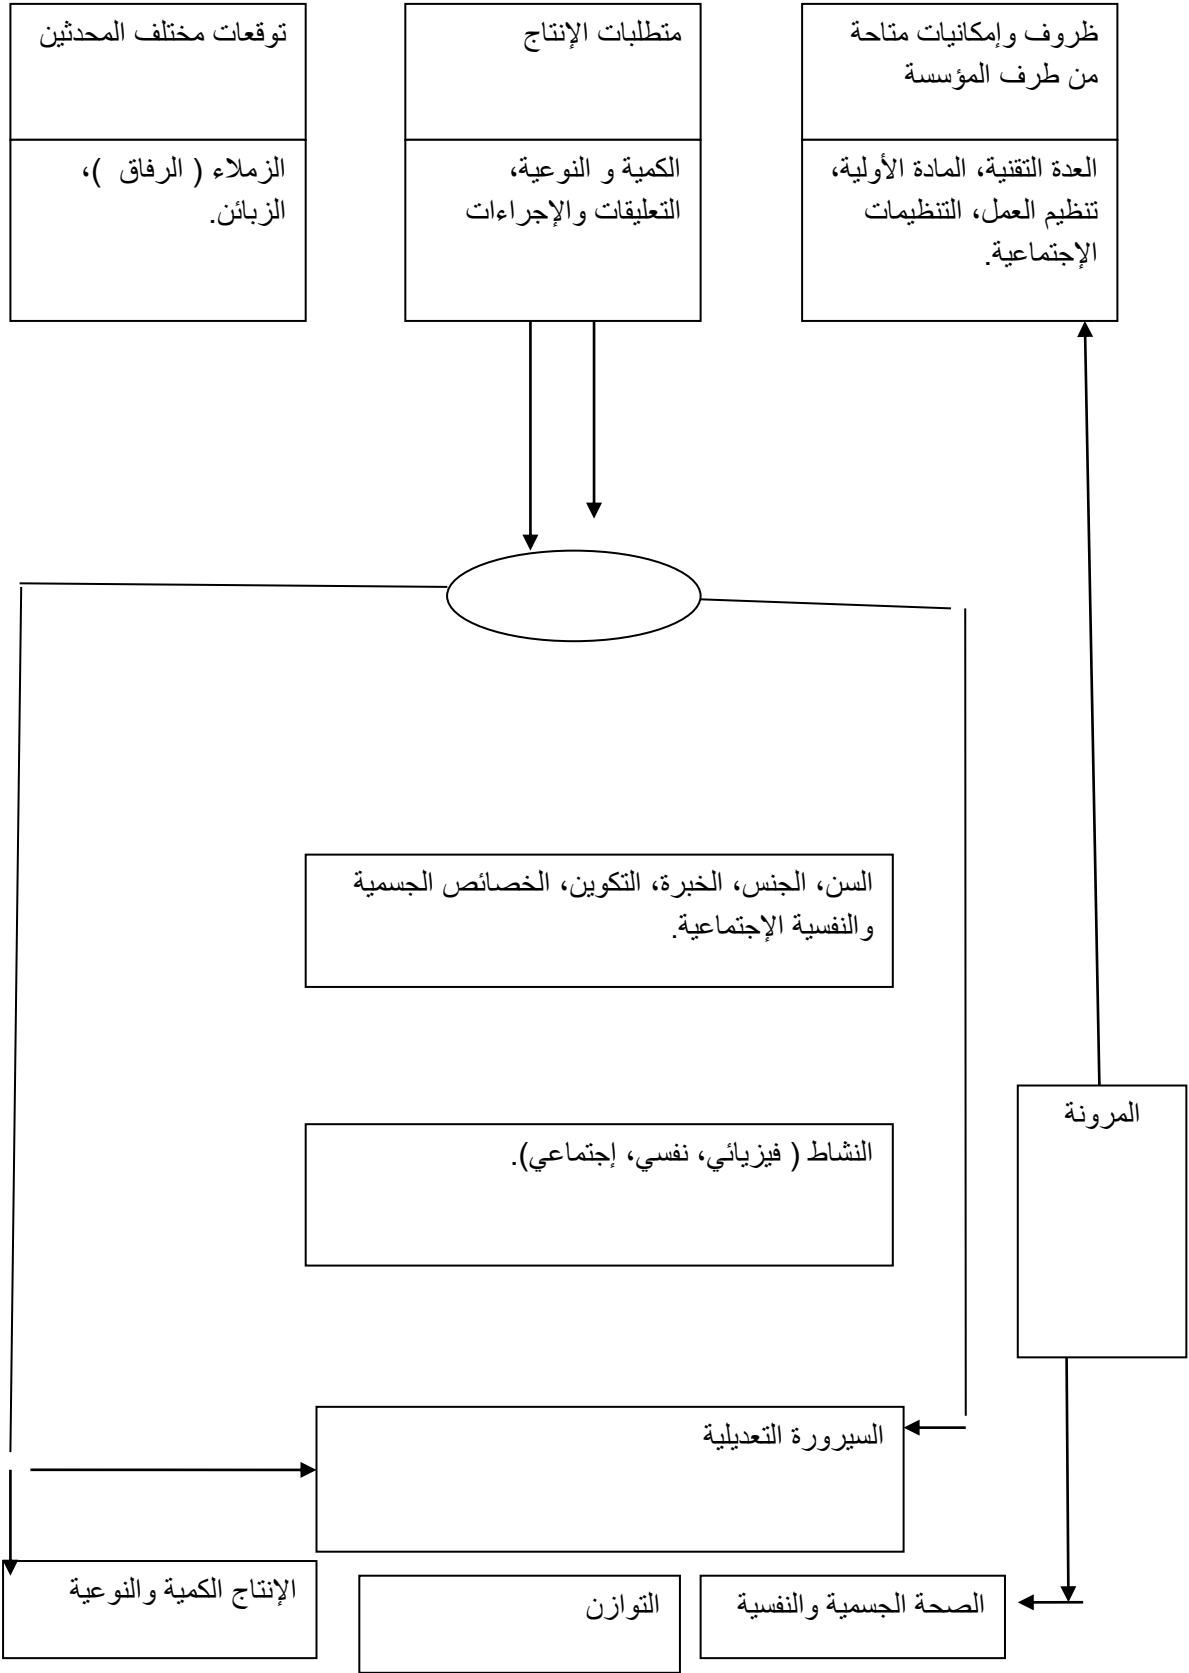 ظروف وإمكانيات متاحة
من طرف المؤسسة
العدة التقنية، المادة الأولية،
تنظيم العمل، التنظيمات
الإجتماعية.
متطلبات الإنتاج
الكمية و النوعية،
التعليقات والإجراءات
توقعات مختلف المحدثين
الزملاء ( الرفاق )،
الزبائن.
السن، الجنس، الخبرة، التكوين، الخصائص الجسمية
والنفسية الإجتماعية.
المرونة
النشاط ( فيزيائي، نفسي، إجتماعي).
السيرورة التعديلية
الصحة الجسمية والنفسية
التوازن
الإنتاج الكمية والنوعية